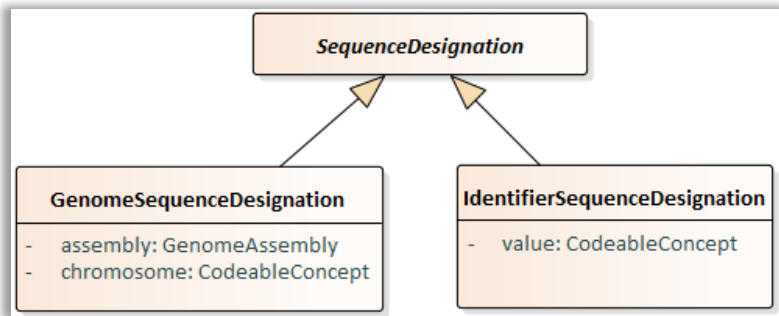 SequenceDesignation
GenomeSequenceDesignation
- assembly: GenomeAssembly
- chromosome: CodeableConcept
IdentifierSequenceDesignation
- value: CodeableConcept